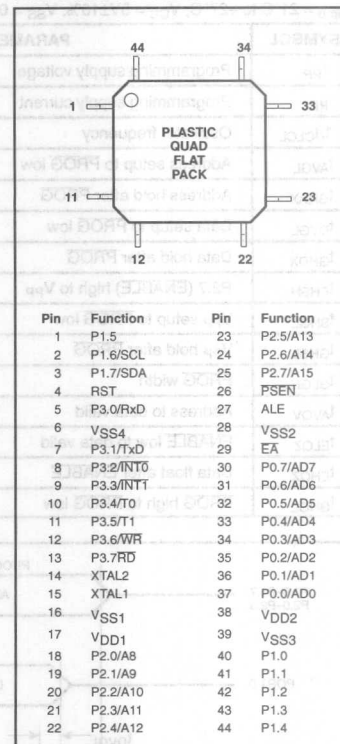 44 34
1 33
PLASTIC
QUAD
FLAT
PACK
11 23
12 22
Pin Function Pin Function
1 P1.5 23 P2.5/A13
2 P1.6/SCL 24 P2.6/A14
3 P1.7/SDA 25 P2.7/A15
4 RST 26 PSEN
5 P3.0/RxD 27 ALE
6 VSS4 28 VSS2
7 P3.1/TxD 29 EA
8 P3.2/INT0 30 P0.7/AD7
9 P3.3/INT1 31 P0.6/AD6
10 P3.4/T0 32 P0.5/AD5
11 P3.5/T1 33 P0.4/AD4
12 P3.6/WR 34 P0.3/AD3
13 P3.7RD 35 P0.2/AD2
14 XTAL2 36 P0.1/AD1
15 XTAL1 37 P0.0/AD0
16 VSS1 38 VDD2
17 VDD1 39 VSS3
18 P2.0/A8 40 P1.0
19 P2.1/A9 41 P1.1
20 P2.2/A10 42 P1.2
21 P2.3/A11 43 P1.3
22 P2.4/A12 44 P1.4